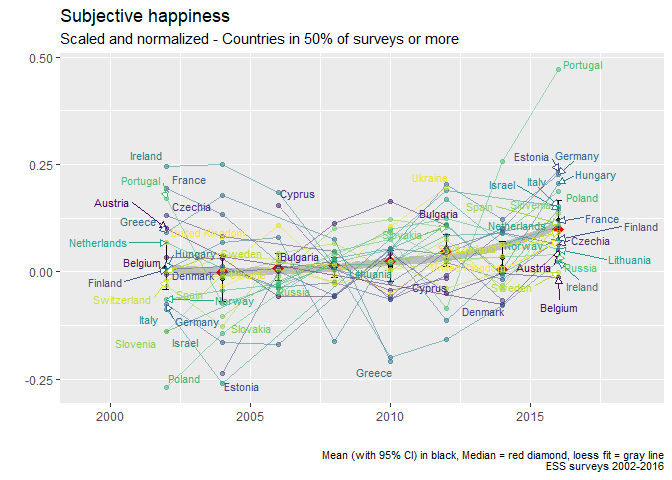 Subjective happiness
Scaled and normalized - Countries in 50% of surveys or more
0.50
0.25
0.00
-0.25
2000
2005
2010
2015
Ireland
Portugal
France
Austria
Czechia
Greece
United Kingdom
Netherlands
Hungary
Sweden
Belgium
Denmark
Finland
Switzerland
Spain
Norway
Italy
Germany
Slovenia
Israel
Slovakia
Poland
Estonia
Cyprus
Bulgaria
Russia
Ukraine
Bulgaria
Slovakia
Lithuania
Cyprus
Greece
Portugal
Estonia
Germany
Italy
Hungary
Israel
Poland
Spain
Slovenia
Netherlands
France
Finland
Norway
Czechia
Lithuania
Austria
Russia
Sweden
Ireland
Denmark
Belgium
Mean (with 95% CI) in black, Median = red diamond, loess fit = gray line
ESS surveys 2002-2016